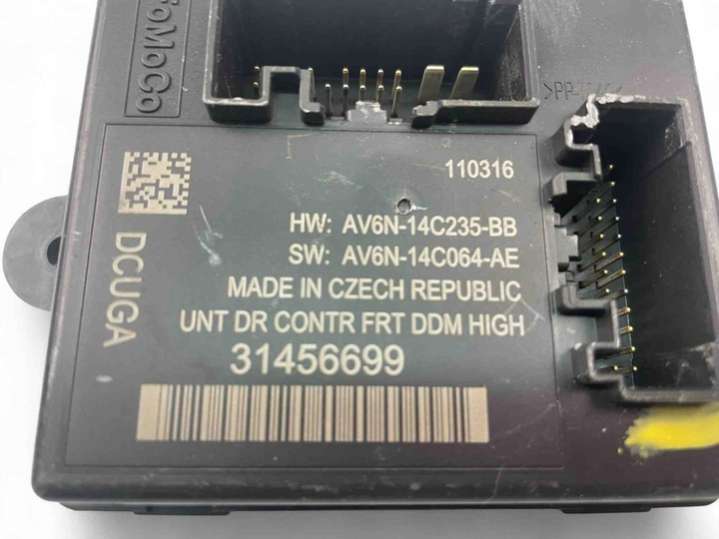 FoMoCo
110316
HW: AV6N-14C235-BB
SW: AV6N-14C064-AE
MADE IN CZECH REPUBLIC
UNT DR CONTR FRT DDM HIGH
31456699
DCUGA